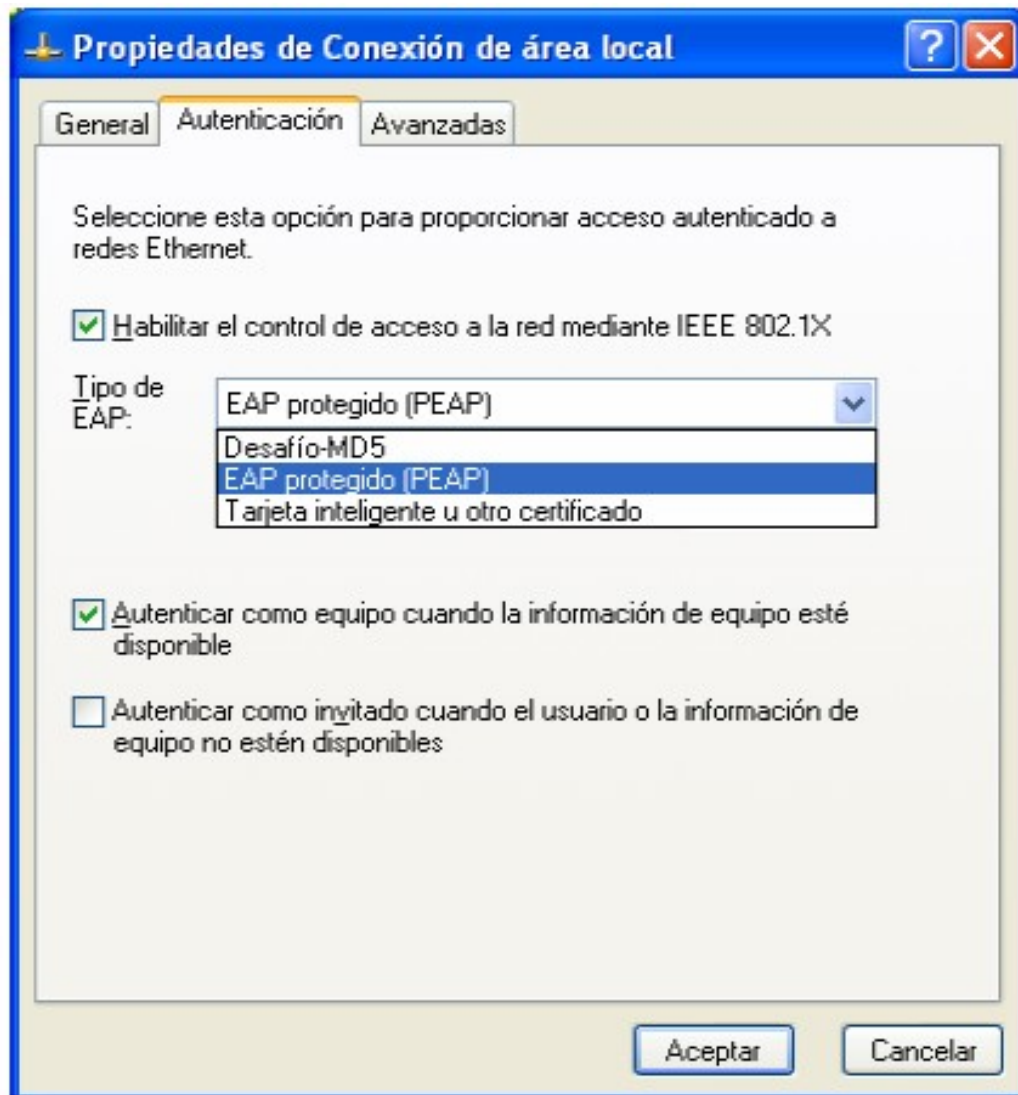 Propiedades de Conexión de área local
General
Autenticación
Avanzadas
Seleccione esta opción para proporcionar acceso autenticado a
redes Ethernet.
Habilitar el control de acceso a la red mediante IEEE 802.1X
Tipo de
EAP:
EAP protegido (PEAP)
Desafío-MD5
EAP protegido (PEAP)
Tarjeta inteligente u otro certificado
Autenticar como equipo cuando la información de equipo esté
disponible
Autenticar como invitado cuando el usuario o la información de
equipo no estén disponibles
Aceptar
Cancelar